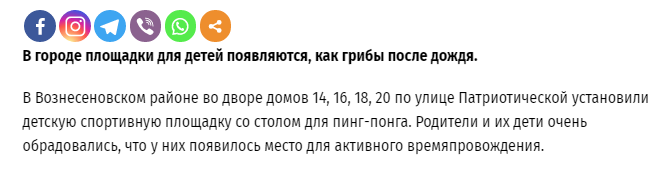 В городе площадки для детей появляются, как грибы после дождя.
В Вознесеновском районе во дворе домов 14, 16, 18, 20 по улице Патриотической установили
детскую спортивную площадку со столом для пинг-понга. Родители и их дети очень
обрадовались, что у них появилось место для активного времяпровождения.